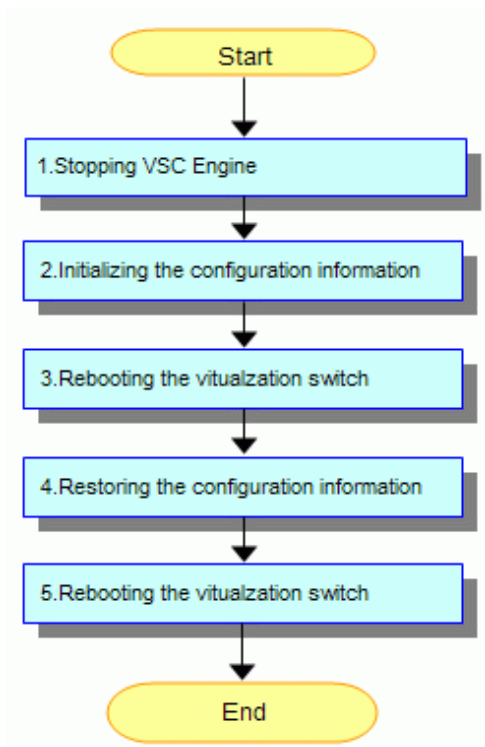 Start
1.Stopping VSC Engine
2.Initializing the configuration information
3.Rebooting the vitualzation switch
4.Restoring the configuration information
5.Rebooting the vitualzation switch
End